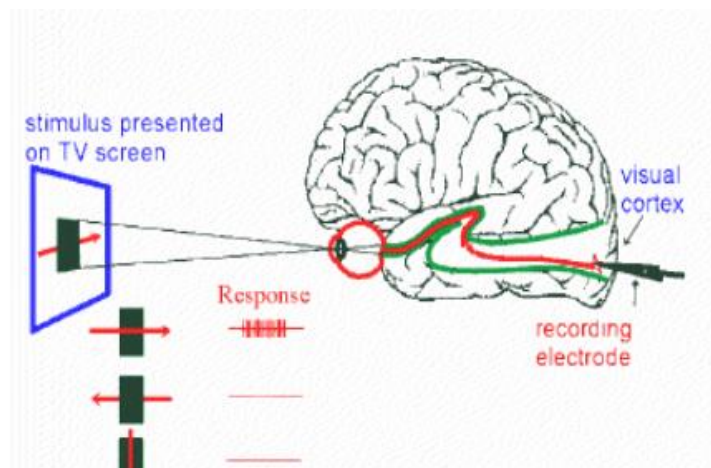 stimulus presented
on TV screen
visual
cortex
Response
recording
electrode